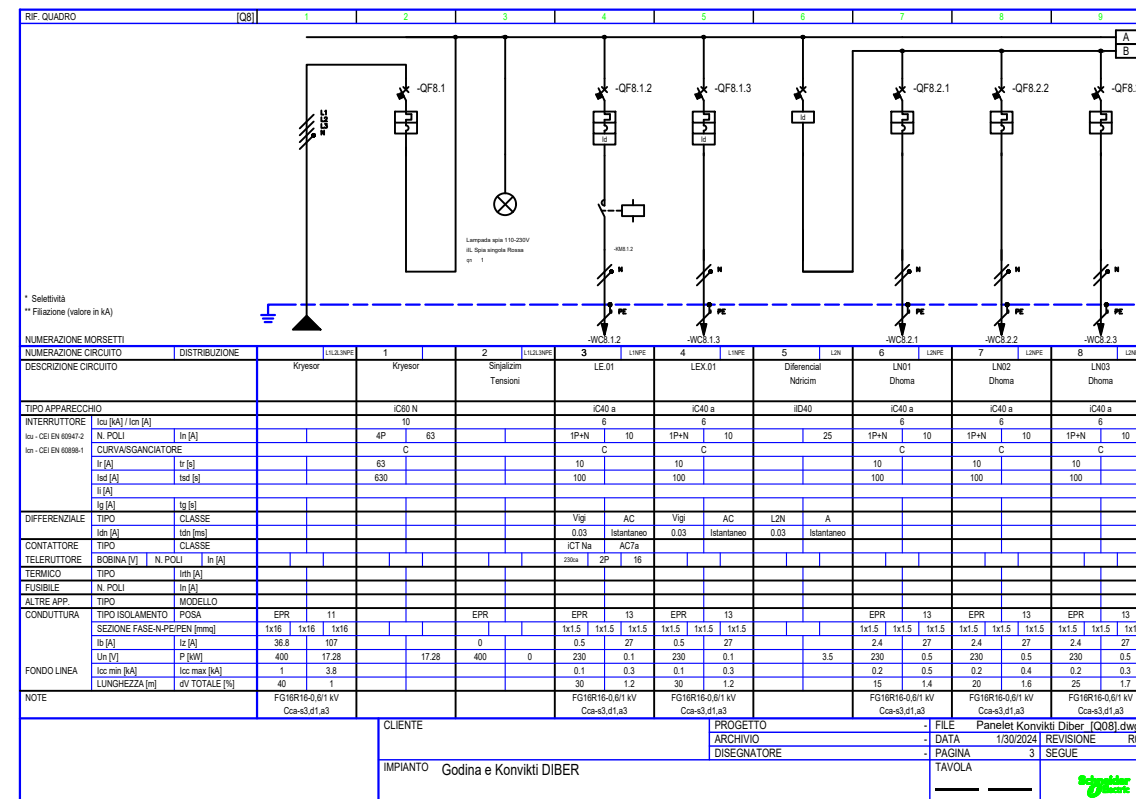 RIF. QUADRO [Q8] 1 2 3 4 5 6 7 8 9
A
B
-QF8.1 -QF8.1.2 -QF8.1.3 -QF8.2.1 -QF8.2.2 -QF8.
N
Id Id Id
Lampada spia 110-230V
iIL Spia singola Rossa
qn 1
-KM8.1.2
N N N N N
* Selettività
** Filiazione (valore in kA)
PE PE PE PE PE
NUMERAZIONE MORSETTI -WC8.1.2 -WC8.1.3 -WC8.2.1 -WC8.2.2 -WC8.2.3
NUMERAZIONE CIRCUITO DISTRIBUZIONE L1L2L3NPE 1 2 L1L2L3NPE 3 L1NPE 4 L1NPE 5 L2N 6 L2NPE 7 L2NPE 8 L2N
DESCRIZIONE CIRCUITO Kryesor Kryesor Sinjalizim LE.01 LEX.01 Diferencial LN01 LN02 LN03
Tensioni Ndricim Dhoma Dhoma Dhoma
TIPO APPARECCHIO iC60 N iC40 a iC40 a iID40 iC40 a iC40 a iC40 a
INTERRUTTORE Icu [kA] / Icn [A] 10 6 6 6 6 6
Icu - CEI EN 60947-2 N. POLI In [A] 4P 63 1P+N 10 1P+N 10 25 1P+N 10 1P+N 10 1P+N 10
Icn - CEI EN 60898-1 CURVA/SGANCIATORE C C C C C C
Ir [A] tr [s] 63 10 10 10 10 10
Isd [A] tsd [s] 630 100 100 100 100 100
Ii [A]
Ig [A] tg [s]
DIFFERENZIALE TIPO CLASSE Vigi AC Vigi AC L2N A
Idn [A] tdn [ms] 0.03 Istantaneo 0.03 Istantaneo 0.03 Istantaneo
CONTATTORE TIPO CLASSE iCT Na AC7a
TELERUTTORE BOBINA [V] N. POLI In [A] 230ca 2P 16
TERMICO TIPO Irth [A]
FUSIBILE N. POLI In [A]
ALTRE APP. TIPO MODELLO
CONDUTTURA TIPO ISOLAMENTO POSA EPR 11 EPR EPR 13 EPR 13 EPR 13 EPR 13 EPR 13
SEZIONE FASE-N-PE/PEN [mmq] 1x16 1x16 1x16 1x1.5 1x1.5 1x1.5 1x1.5 1x1.5 1x1.5 1x1.5 1x1.5 1x1.5 1x1.5 1x1.5 1x1.5 1x1.5 1x1.5 1x1
Ib [A] Iz [A] 36.8 107 0 0.5 27 0.5 27 2.4 27 2.4 27 2.4 27
Un [V] P [kW] 400 17.28 17.28 400 0 230 0.1 230 0.1 3.5 230 0.5 230 0.5 230 0.5
FONDO LINEA Icc min [kA] Icc max [kA] 1 3.8 0.1 0.3 0.1 0.3 0.2 0.5 0.2 0.4 0.2 0.3
LUNGHEZZA [m] dV TOTALE [%] 40 1 30 1.2 30 1.2 15 1.4 20 1.6 25 1.7
NOTE FG16R16-0,6/1 kV FG16R16-0,6/1 kV FG16R16-0,6/1 kV FG16R16-0,6/1 kV FG16R16-0,6/1 kV FG16R16-0,6/1 kV
Cca-s3,d1,a3 Cca-s3,d1,a3 Cca-s3,d1,a3 Cca-s3,d1,a3 Cca-s3,d1,a3 Cca-s3,d1,a3
CLIENTE PROGETTO - FILE Panelet Konvikti Diber [Q08].dwg
ARCHIVIO - DATA 1/30/2024 REVISIONE R
DISEGNATORE - PAGINA 3 SEGUE
IMPIANTO Godina e Konvikti DIBER TAVOLA
Schneider
Electric